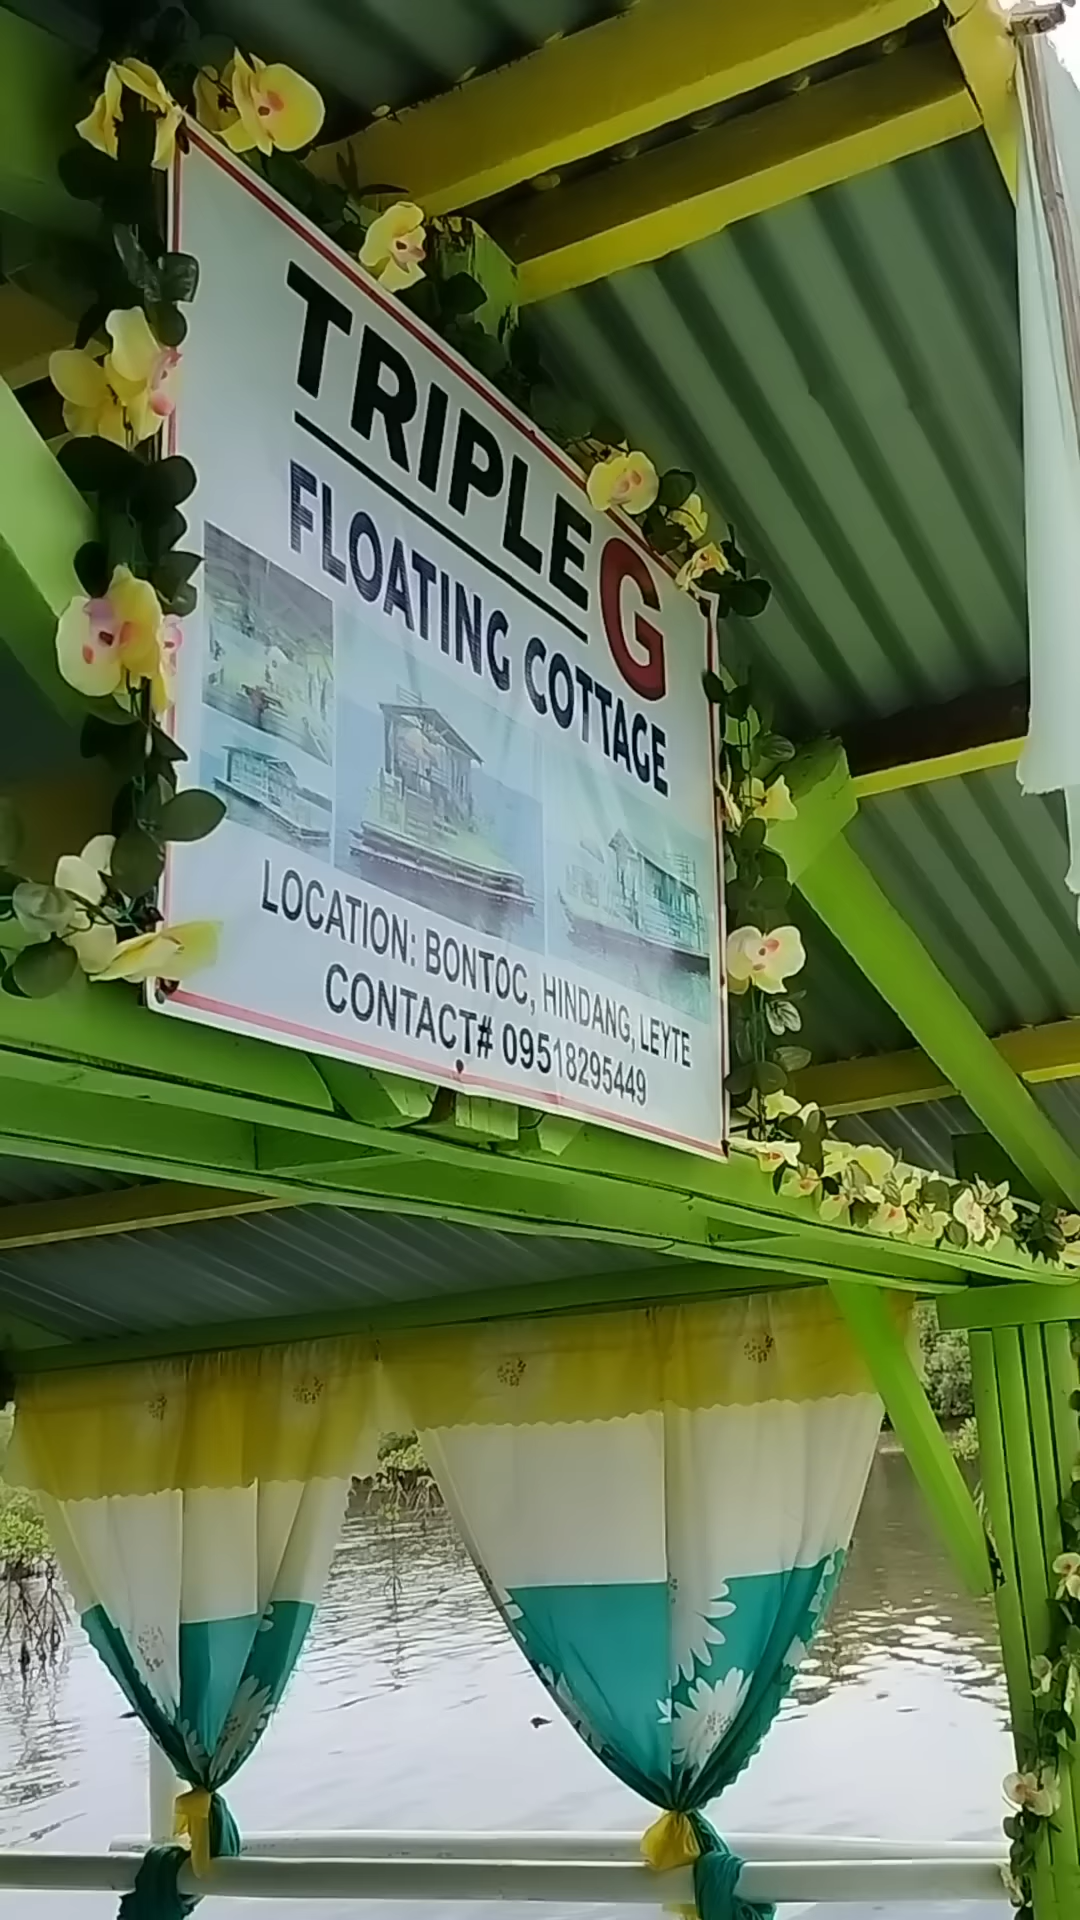 TRIPLE G
FLOATING COTTAGE
LOCATION: BONTOC, HINDANG, LEYTE
CONTACT# 09518295449